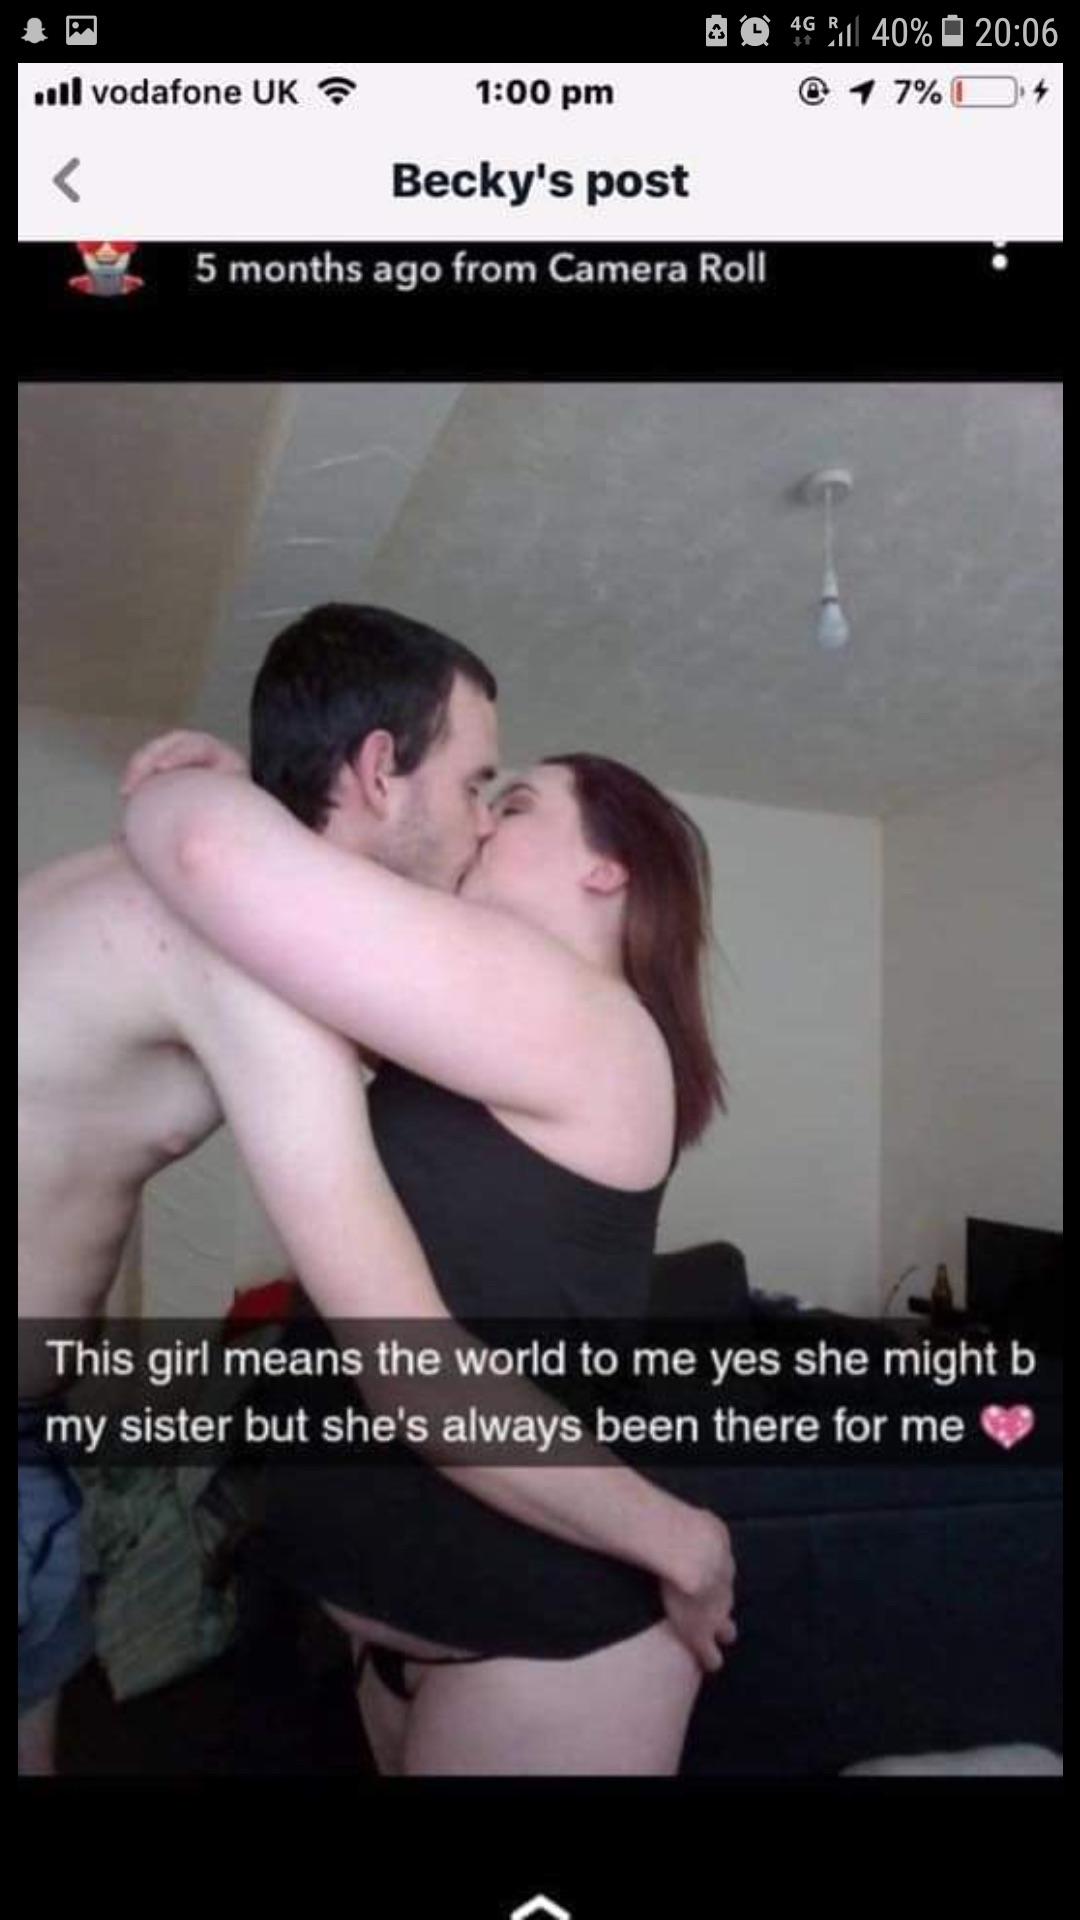 4G R 40% 20:06
vodafone UK 1:00 pm 7%
Becky's post
5 months ago from Camera Roll
This girl means the world to me yes she might b
my sister but she's always been there for me 💖